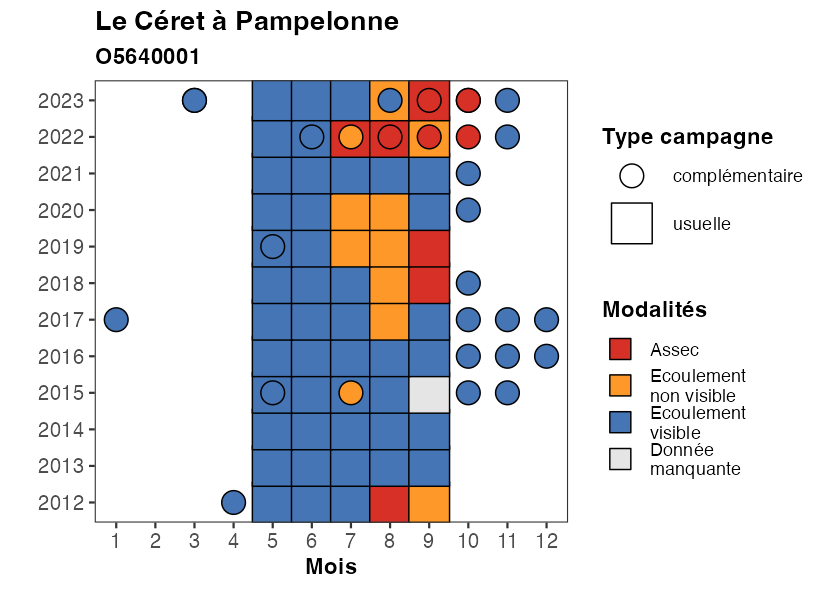 Le Céret à Pampelonne
O5640001
2023
2022
2021
2020
2019
2018
2017
2016
2015
2014
2013
2012
1 2 3 4 5 6 7 8 9 10 11 12
Mois
Type campagne
complémentaire
usuelle
Modalités
Assec
Ecoulement
non visible
Ecoulement
visible
Donnée
manquante